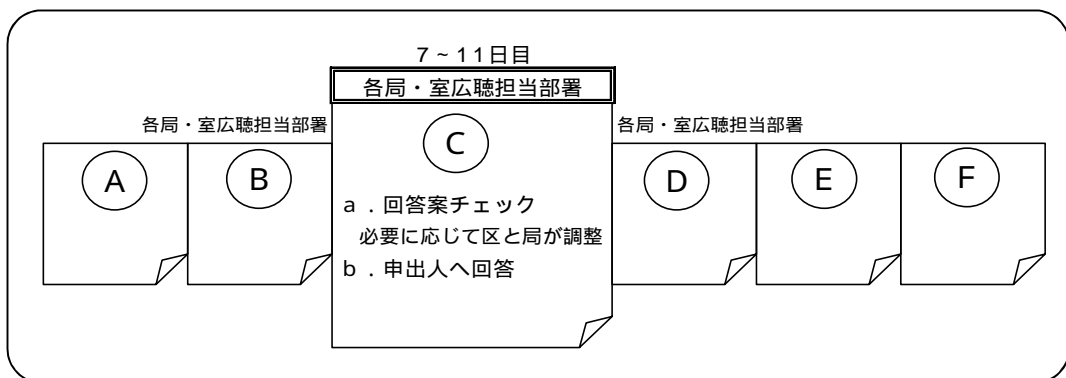 7~11日目
各局・室広聴担当部署
各局・室広聴担当部署
各局・室広聴担当部署
A
B
C
D
E
F
a.回答案チェック
必要に応じて区と局が調整
b.申出人へ回答